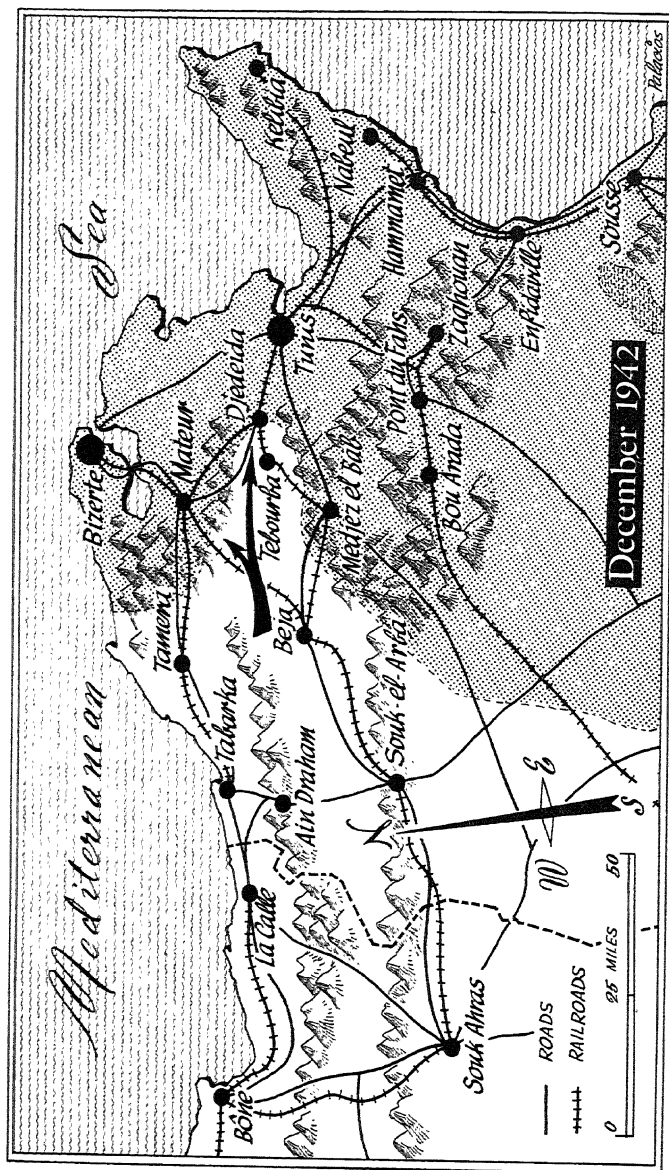 Mediterranean Sea
Bizerte
Mateur
Tamera
Tabarka
La Calle
Bône
Ain Draham
Beja
Souk-el-Arba
Souk Ahras
Djedeida
Tebourba
Medjez el Bab
Tunis
Kelibia
Nabeul
Hammamet
Pont du Fahs
Zaghouan
Bou Arada
Enfidaville
Sousse
N
W
E
S
0
25 MILES
50
ROADS
RAILROADS
December 1942
Palacios